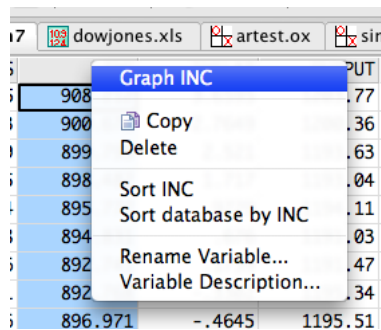 7 dowjones.xls artest.ox sin
PUT
Graph INC
908 .77
Copy
900 .36
Delete
899 .63
898 .04
Sort INC
895 .11
Sort database by INC
894 .03
Rename Variable...
892 .47
Variable Description...
892 .34
896.971 -.4645 1195.51